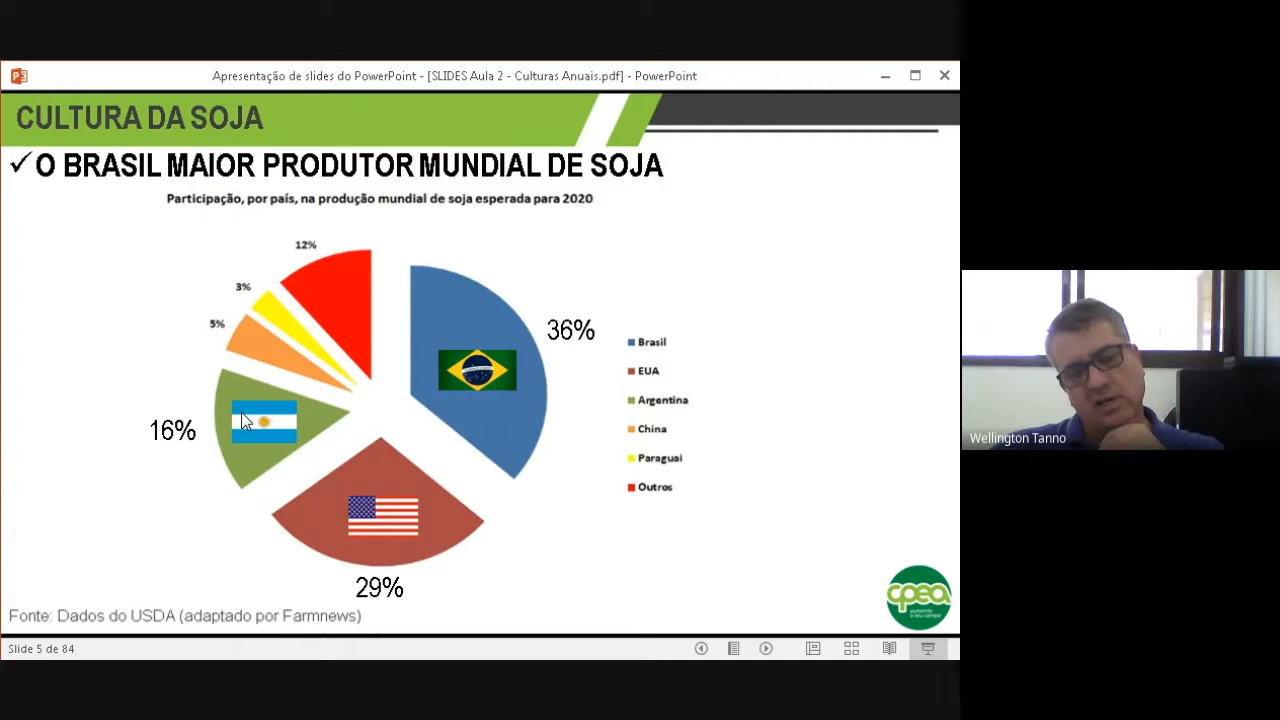 Apresentação de slides do PowerPoint - [SLIDES Aula 2 - Culturas Anuais.pdf] - PowerPoint
CULTURA DA SOJA
✓O BRASIL MAIOR PRODUTOR MUNDIAL DE SOJA
Participação, por país, na produção mundial de soja esperada para 2020
12%
3%
5%
36%
16%
29%
Brasil
EUA
Argentina
China
Paraguai
Outros
Wellington Tanno
cpea
Fonte: Dados do USDA (adaptado por Farmnews)
Slide 5 de 84